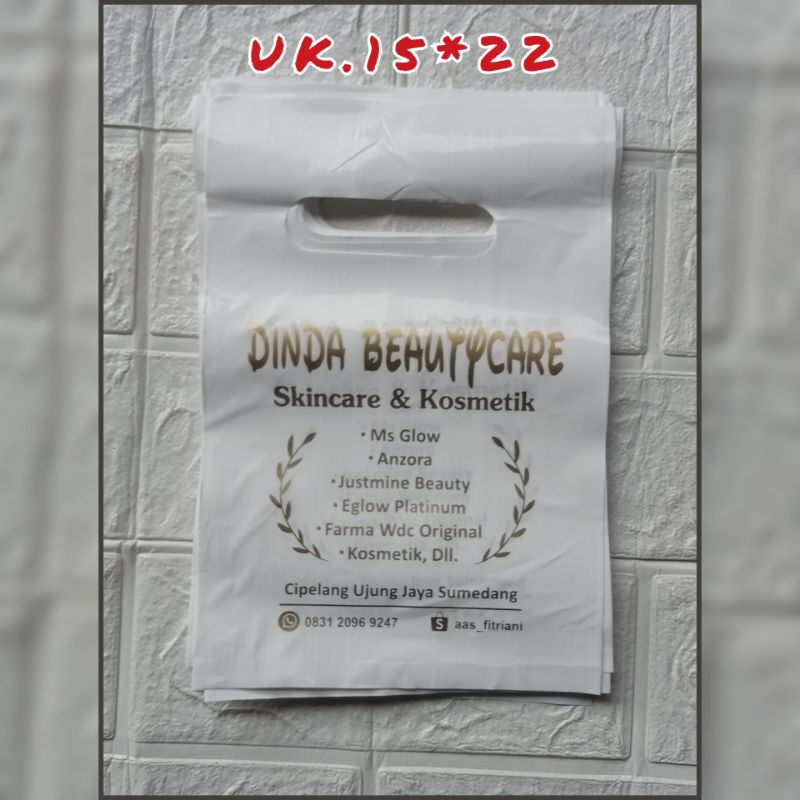 UK.15*22
DINDA BEAUTYCARE
Skincare & Kosmetik
• Ms Glow
• Anzora
• Justmine Beauty
• Eglow Platinum
• Farma Wdc Original
• Kosmetik, Dll.
Cipelang Ujung Jaya Sumedang
0831 2096 9247
S aas_fitriani